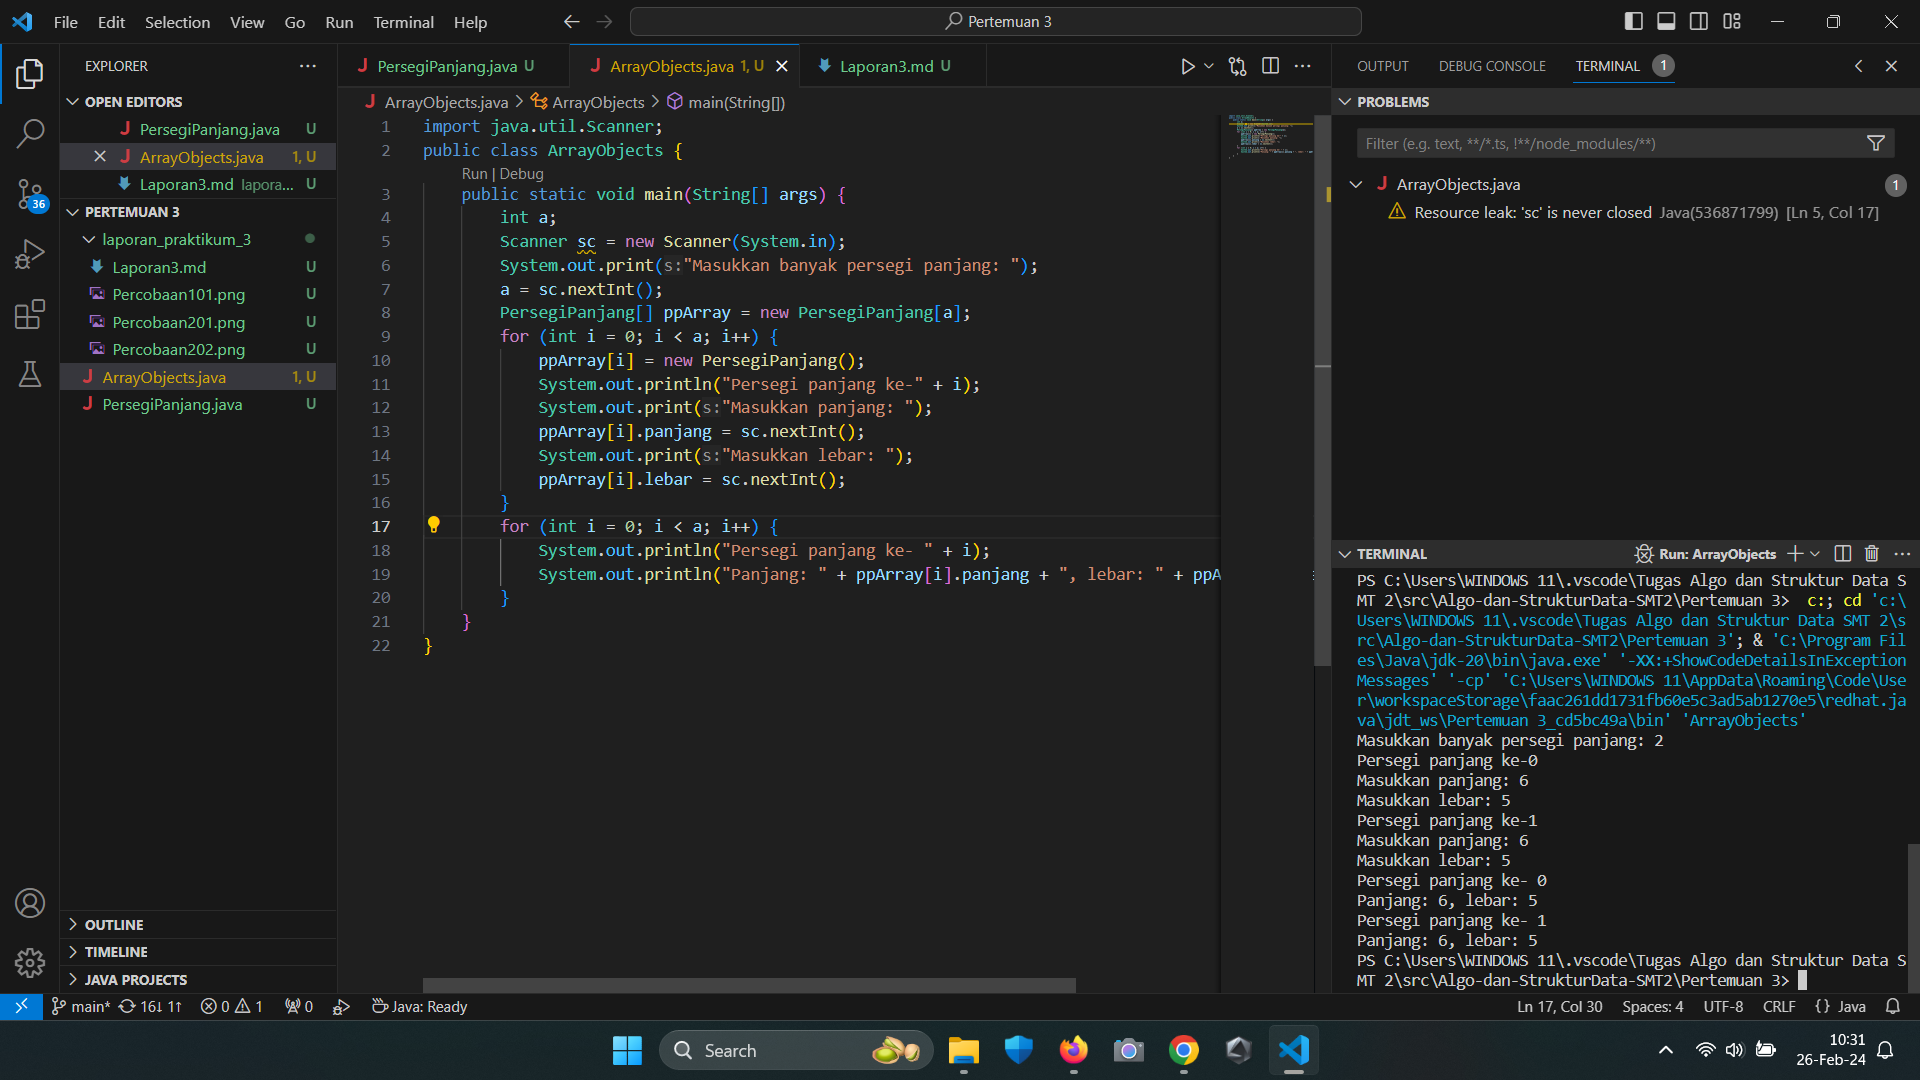 File Edit Selection View Go Run Terminal Help
Pertemuan 3
EXPLORER
OPEN EDITORS
PersegiPanjang.java U
ArrayObjects.java 1, U
Laporan3.md lapora... U
PERTEMUAN 3
laporan_praktikum_3
Laporan3.md U
Percobaan101.png U
Percobaan201.png U
Percobaan202.png U
ArrayObjects.java 1, U
PersegiPanjang.java U
36
OUTLINE
TIMELINE
JAVA PROJECTS
PersegiPanjang.java U
ArrayObjects.java 1, U
Laporan3.md U
ArrayObjects.java > ArrayObjects > main(String[])
1 import java.util.Scanner;
2 public class ArrayObjects {
Run | Debug
3 public static void main(String[] args) {
4 int a;
5 Scanner sc = new Scanner(System.in);
6 System.out.print(s:"Masukkan banyak persegi panjang: ");
7 a = sc.nextInt();
8 PersegiPanjang[] ppArray = new PersegiPanjang[a];
9 for (int i = 0; i < a; i++) {
10 ppArray[i] = new PersegiPanjang();
11 System.out.println("Persegi panjang ke-" + i);
12 System.out.print(s:"Masukkan panjang: ");
13 ppArray[i].panjang = sc.nextInt();
14 System.out.print(s:"Masukkan lebar: ");
15 ppArray[i].lebar = sc.nextInt();
16 }
17 for (int i = 0; i < a; i++) {
18 System.out.println("Persegi panjang ke- " + i);
19 System.out.println("Panjang: " + ppArray[i].panjang + ", lebar: " + ppA
20 }
21 }
22 }
OUTPUT DEBUG CONSOLE TERMINAL 1
PROBLEMS
Filter (e.g. text, **/*.ts, !**/node_modules/**)
ArrayObjects.java 1
Resource leak: 'sc' is never closed Java(536871799) [Ln 5, Col 17]
TERMINAL Run: ArrayObjects
PS C:\Users\WINDOWS 11\.vscode\Tugas Algo dan Struktur Data S
MT 2\src\Algo-dan-StrukturData-SMT2\Pertemuan 3> c:; cd 'c:\
Users\WINDOWS 11\.vscode\Tugas Algo dan Struktur Data SMT 2\s
rc\Algo-dan-StrukturData-SMT2\Pertemuan 3'; & 'C:\Program Fil
es\Java\jdk-20\bin\java.exe' '-XX:+ShowCodeDetailsInException
Messages' '-cp' 'C:\Users\WINDOWS 11\AppData\Roaming\Code\Use
r\workspaceStorage\faac261dd1731fb60e5c3ad5ab1270e5\redhat.ja
va\jdt_ws\Pertemuan 3_cd5bc49a\bin' 'ArrayObjects'
Masukkan banyak persegi panjang: 2
Persegi panjang ke-0
Masukkan panjang: 6
Masukkan lebar: 5
Persegi panjang ke-1
Masukkan panjang: 6
Masukkan lebar: 5
Persegi panjang ke- 0
Panjang: 6, lebar: 5
Persegi panjang ke- 1
Panjang: 6, lebar: 5
PS C:\Users\WINDOWS 11\.vscode\Tugas Algo dan Struktur Data S
MT 2\src\Algo-dan-StrukturData-SMT2\Pertemuan 3>
main* 16↓ 1↑ 0 1 0 Java: Ready
Ln 17, Col 30 Spaces: 4 UTF-8 CRLF {} Java
Search
10:31
26-Feb-24